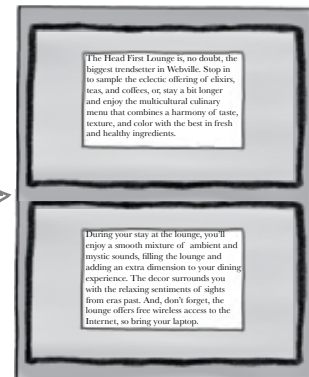 The Head First Lounge is, no doubt, the
biggest trendsetter in Webville. Stop in
to sample the eclectic offering of elixirs,
teas, and coffees, or, stay a bit longer
and enjoy the multicultural culinary
menu that combines a harmony of taste,
texture, and color with the best in fresh
and healthy ingredients.
During your stay at the lounge, you'll
enjoy a smooth mixture of ambient and
mystic sounds, filling the lounge and
adding an extra dimension to your dining
experience. The decor surrounds you
with the relaxing sentiments of sights
from eras past. And, don't forget, the
lounge offers free wireless access to the
Internet, so bring your laptop.